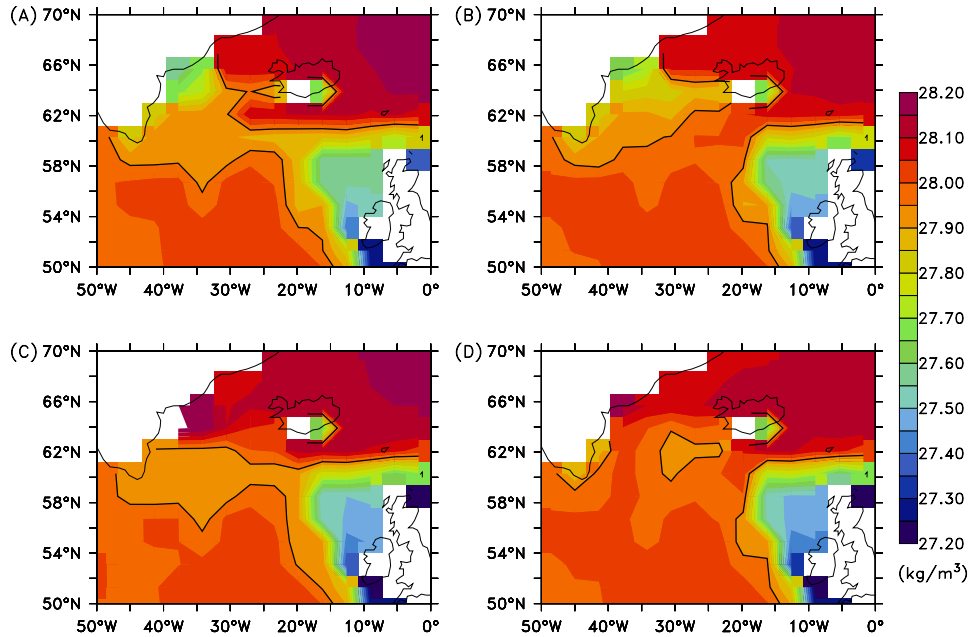 (A) 70°N 66°N 62°N 58°N 54°N 50°N
50°W 40°W 30°W 20°W 10°W 0°
(B) 70°N 66°N 62°N 58°N 54°N 50°N
50°W 40°W 30°W 20°W 10°W 0°
28.20
28.10
28.00
27.90
27.80
27.70
27.60
27.50
27.40
27.30
27.20
(kg/m³)
(C) 70°N 66°N 62°N 58°N 54°N 50°N
50°W 40°W 30°W 20°W 10°W 0°
(D) 70°N 66°N 62°N 58°N 54°N 50°N
50°W 40°W 30°W 20°W 10°W 0°